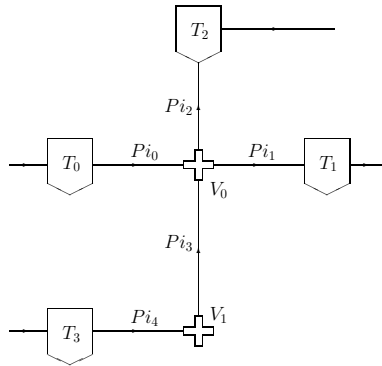 T₂
Pi₂
T₀ Pi₀ Pi₁ T₁
V₀
Pi₃
T₃ Pi₄ V₁